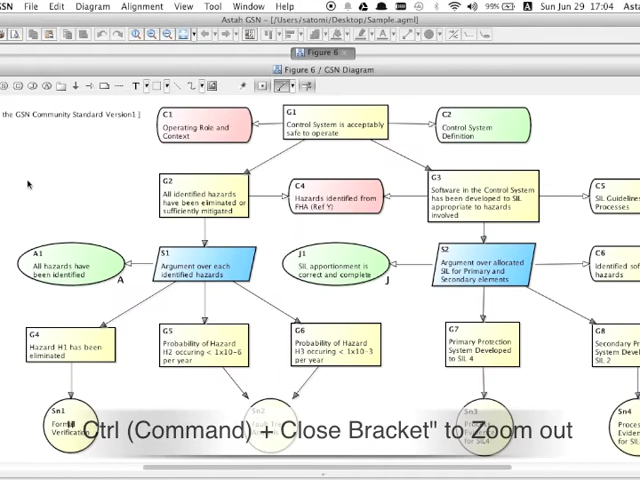 GSN File Edit Diagram Alignment View Tool Window Help 99% Sun Jun 29 17:04
Astah GSN - [/Users/satomi/Desktop/Sample.agml]
Figure 6
Figure 6 / GSN Diagram
the GSN Community Standard Version1 ]
C1
Operating Role and
Context
G1
Control System is acceptably
safe to operate
C2
Control System
Definition
G2
All identified hazards
have been eliminated or
sufficiently mitigated
C4
Hazards identified from
FHA (Ref Y)
G3
Software in the Control System
has been developed to SIL
appropriate to hazards
involved
C5
SIL Guidelines
Processes
A1
All hazards have
been identified
A
S1
Argument over each
identified hazards
J1
SIL apportionment is
correct and complete
J
S2
Argument over allocated
SIL for Primary and
Secondary elements
C6
Identified sof
hazards
G4
Hazard H1 has been
eliminated
G5
Probability of Hazard
H2 occuring < 1x10-6
per year
G6
Probability of Hazard
H3 occuring < 1x10-3
per year
G7
Primary Protection
System Developed
to SIL 4
G8
Secondary Pr
System Deve
SIL 2
Sn1
Formal
Verification
Sn2
Sn3
Sn4
Ctrl (Command) + Close Bracket" to Zoom out